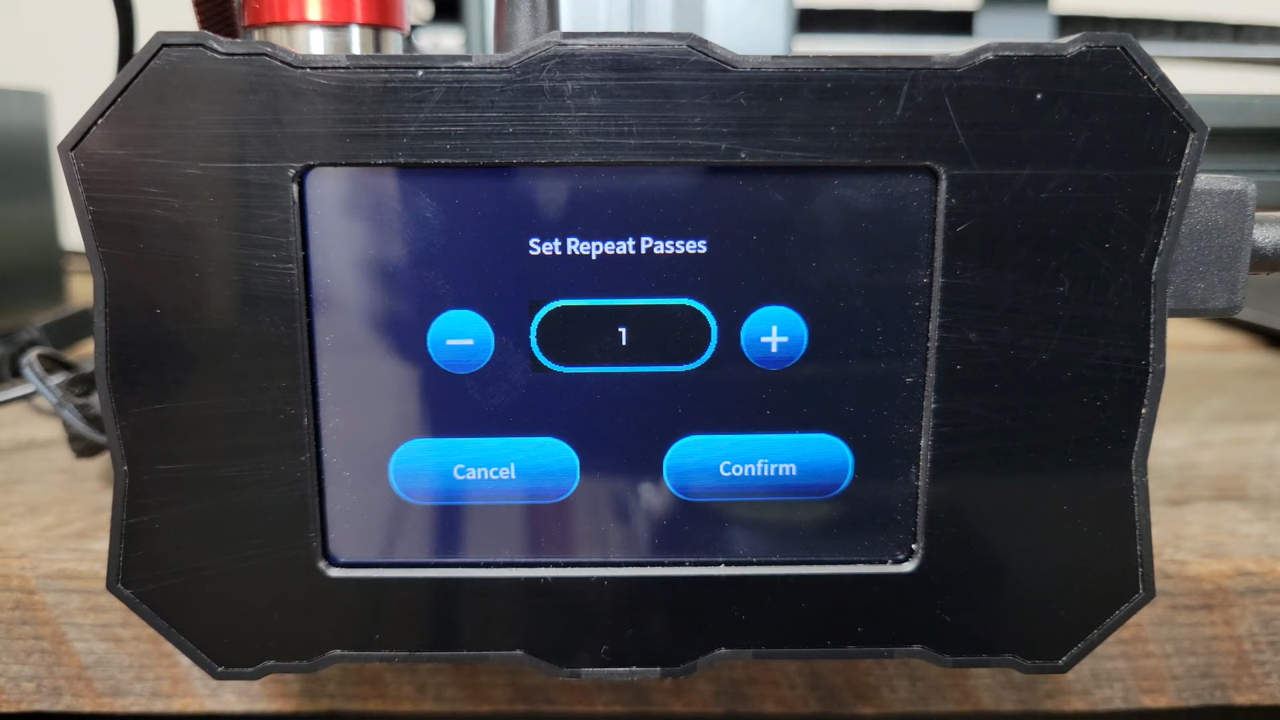 Set Repeat Passes
−
1
+
Cancel
Confirm